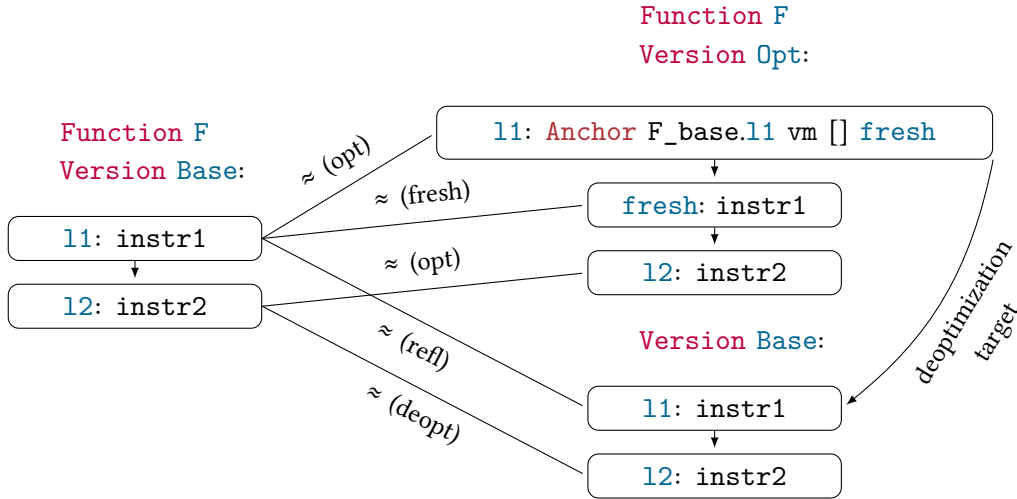 Function F
Version Opt:
l1: Anchor F_base.l1 vm [] fresh
Function F
Version Base:
≈ (opt)
≈ (fresh)
fresh: instr1
l1: instr1
≈ (opt)
l2: instr2
l2: instr2
≈ (refl)
Version Base:
deoptimization
target
≈ (deopt)
l1: instr1
l2: instr2